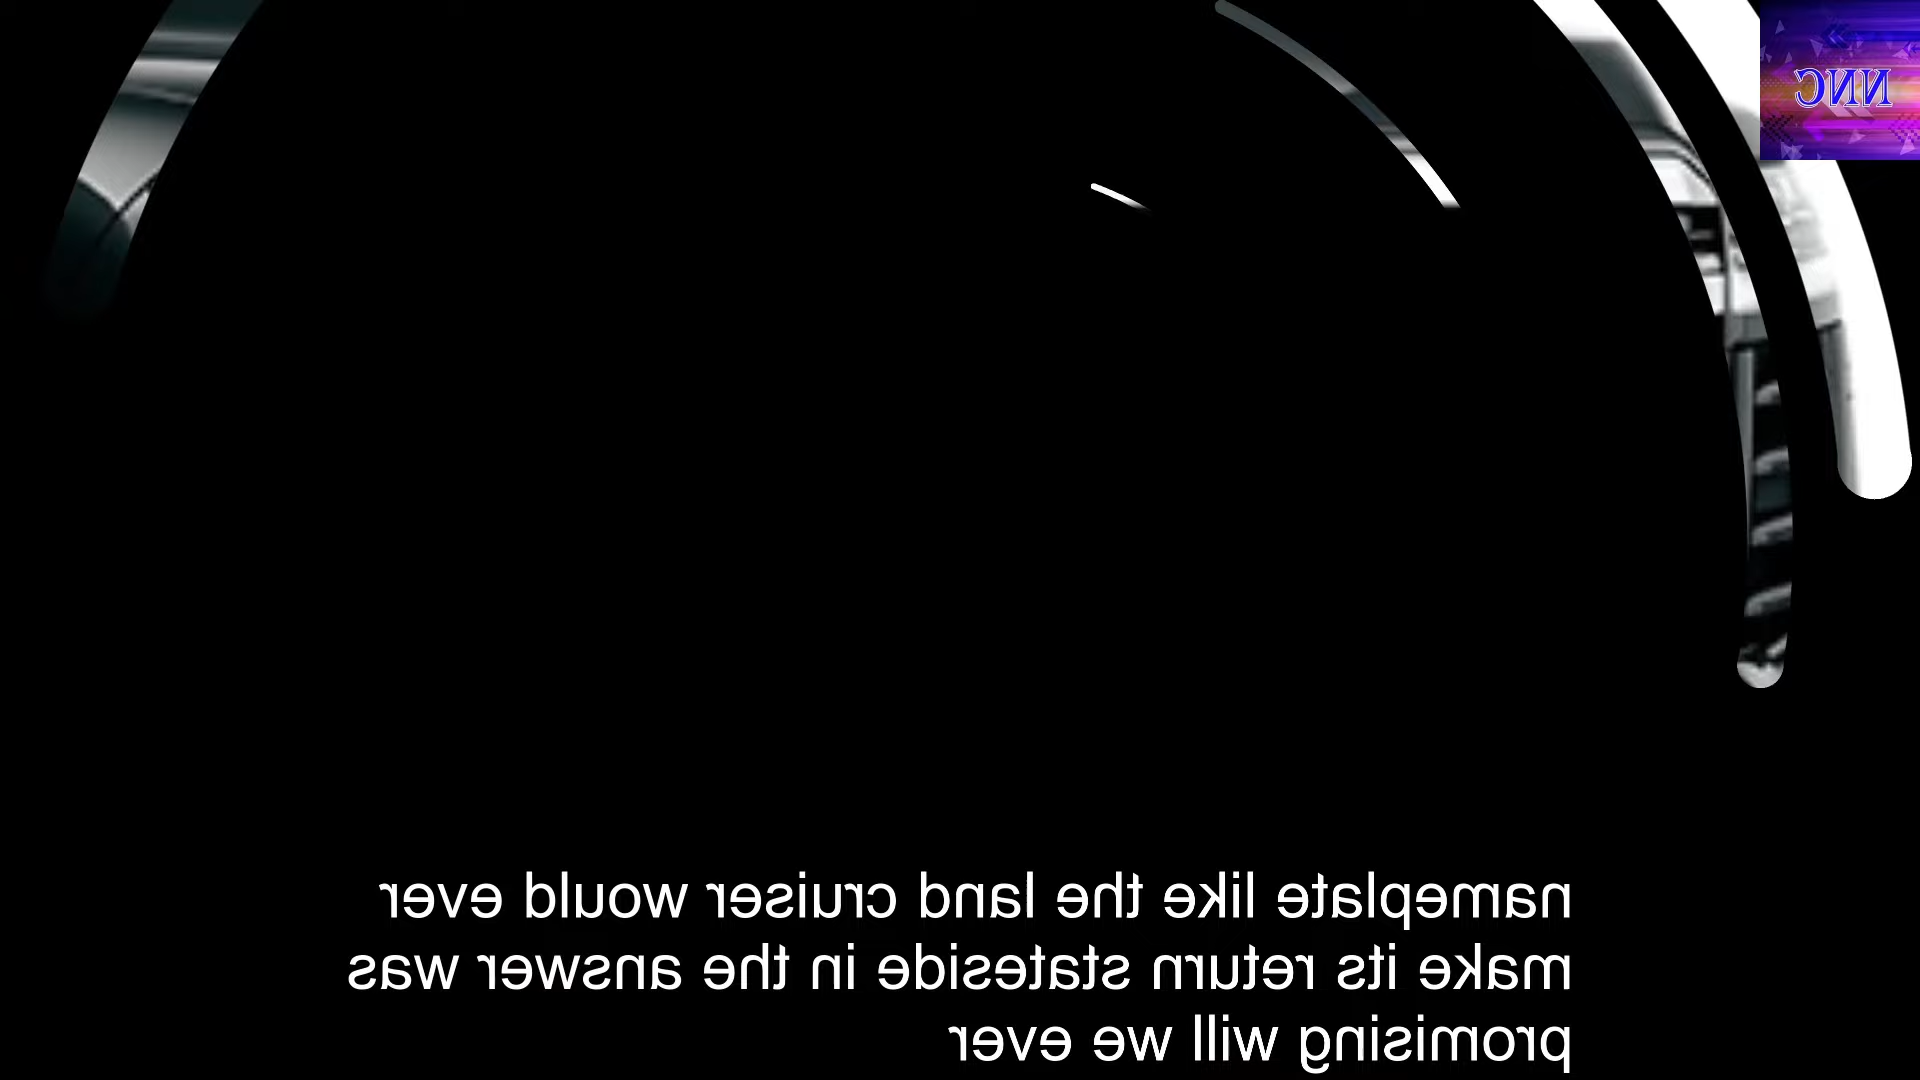 NNC
nameplate like the land cruiser would ever
make its return stateside in the answer was
promising will we ever